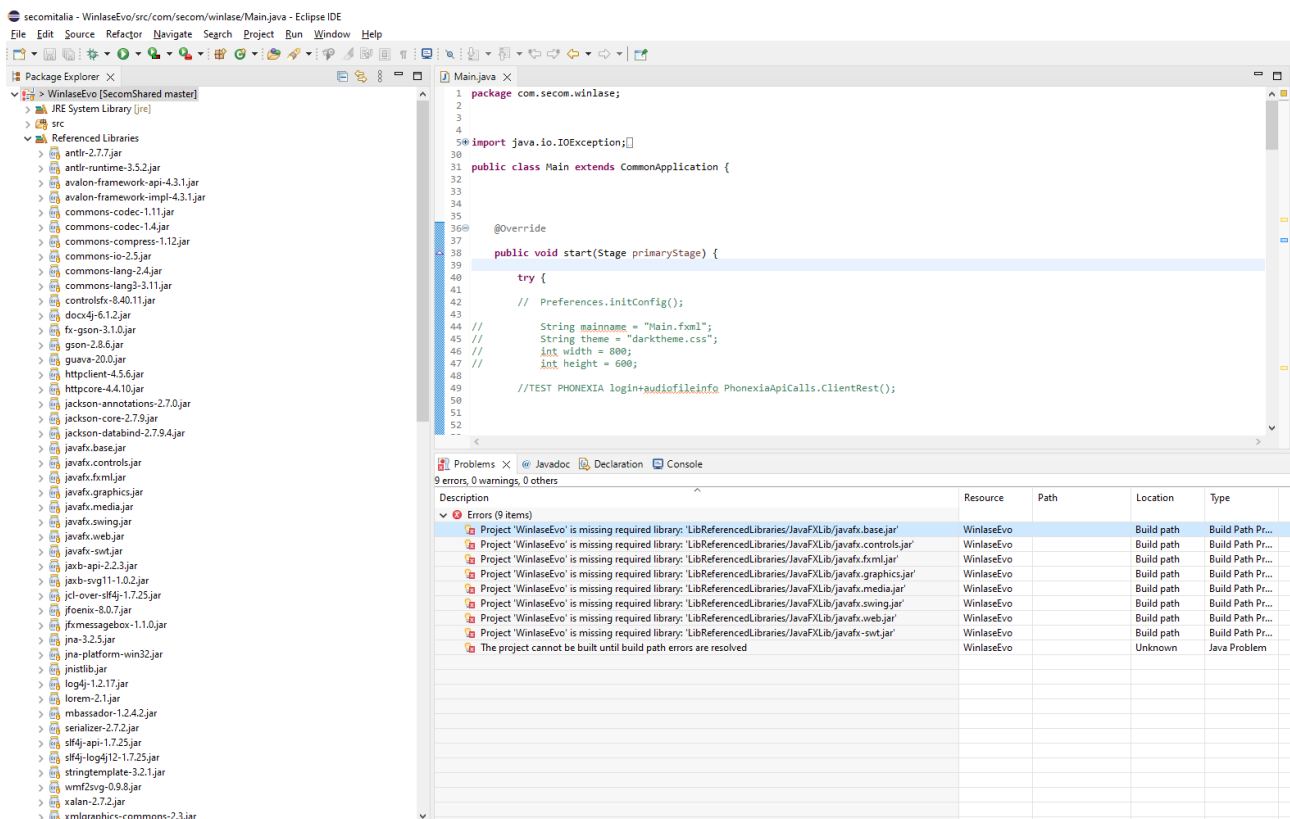 secomitalia - WinlaseEvo/src/com/secom/winlase/Main.java - Eclipse IDE
File Edit Source Refactor Navigate Search Project Run Window Help
Package Explorer
> WinlaseEvo [SecomShared master]
JRE System Library [jre]
src
Referenced Libraries
antlr-2.7.7.jar
antlr-runtime-3.5.2.jar
avalon-framework-api-4.3.1.jar
avalon-framework-impl-4.3.1.jar
commons-codec-1.11.jar
commons-codec-1.4.jar
commons-compress-1.12.jar
commons-io-2.5.jar
commons-lang-2.4.jar
commons-lang3-3.11.jar
controlsfx-8.40.11.jar
docx4j-6.1.2.jar
fx-gson-3.1.0.jar
gson-2.8.6.jar
guava-20.0.jar
httpclient-4.5.6.jar
httpcore-4.4.10.jar
jackson-annotations-2.7.0.jar
jackson-core-2.7.9.jar
jackson-databind-2.7.9.4.jar
javafx.base.jar
javafx.controls.jar
javafx.fxml.jar
javafx.graphics.jar
javafx.media.jar
javafx.swing.jar
javafx.web.jar
javafx-swt.jar
jaxb-api-2.2.3.jar
jaxb-svg11-1.0.2.jar
jcl-over-slf4j-1.7.25.jar
jfoenix-8.0.7.jar
jfxmessagebox-1.1.0.jar
jna-3.2.5.jar
jna-platform-win32.jar
jnistlib.jar
log4j-1.2.17.jar
lorem-2.1.jar
mbassador-1.2.4.2.jar
serializer-2.7.2.jar
slf4j-api-1.7.25.jar
slf4j-log4j12-1.7.25.jar
stringtemplate-3.2.1.jar
wmf2svg-0.9.8.jar
xalan-2.7.2.jar
xmlgraphics-commons-2.3.jar
Main.java
1 package com.secom.winlase;
2
3
4
5 import java.io.IOException;
30
31 public class Main extends CommonApplication {
32
33
34
35
36 @Override
37
38 public void start(Stage primaryStage) {
39
40 try {
41
42 // Preferences.initConfig();
43
44 // String mainname = "Main.fxml";
45 // String theme = "darktheme.css";
46 // int width = 800;
47 // int height = 600;
48
49 //TEST PHONEXIA login+audiofileinfo PhonexiaApiCalls.ClientRest();
50
51
52
Problems @ Javadoc Declaration Console
9 errors, 0 warnings, 0 others
Description Resource Path Location Type
Errors (9 items)
Project 'WinlaseEvo' is missing required library: 'LibReferencedLibraries/JavaFXLib/javafx.base.jar' WinlaseEvo Build path Build Path Pr...
Project 'WinlaseEvo' is missing required library: 'LibReferencedLibraries/JavaFXLib/javafx.controls.jar' WinlaseEvo Build path Build Path Pr...
Project 'WinlaseEvo' is missing required library: 'LibReferencedLibraries/JavaFXLib/javafx.fxml.jar' WinlaseEvo Build path Build Path Pr...
Project 'WinlaseEvo' is missing required library: 'LibReferencedLibraries/JavaFXLib/javafx.graphics.jar' WinlaseEvo Build path Build Path Pr...
Project 'WinlaseEvo' is missing required library: 'LibReferencedLibraries/JavaFXLib/javafx.media.jar' WinlaseEvo Build path Build Path Pr...
Project 'WinlaseEvo' is missing required library: 'LibReferencedLibraries/JavaFXLib/javafx.swing.jar' WinlaseEvo Build path Build Path Pr...
Project 'WinlaseEvo' is missing required library: 'LibReferencedLibraries/JavaFXLib/javafx.web.jar' WinlaseEvo Build path Build Path Pr...
Project 'WinlaseEvo' is missing required library: 'LibReferencedLibraries/JavaFXLib/javafx-swt.jar' WinlaseEvo Build path Build Path Pr...
The project cannot be built until build path errors are resolved WinlaseEvo Unknown Java Problem